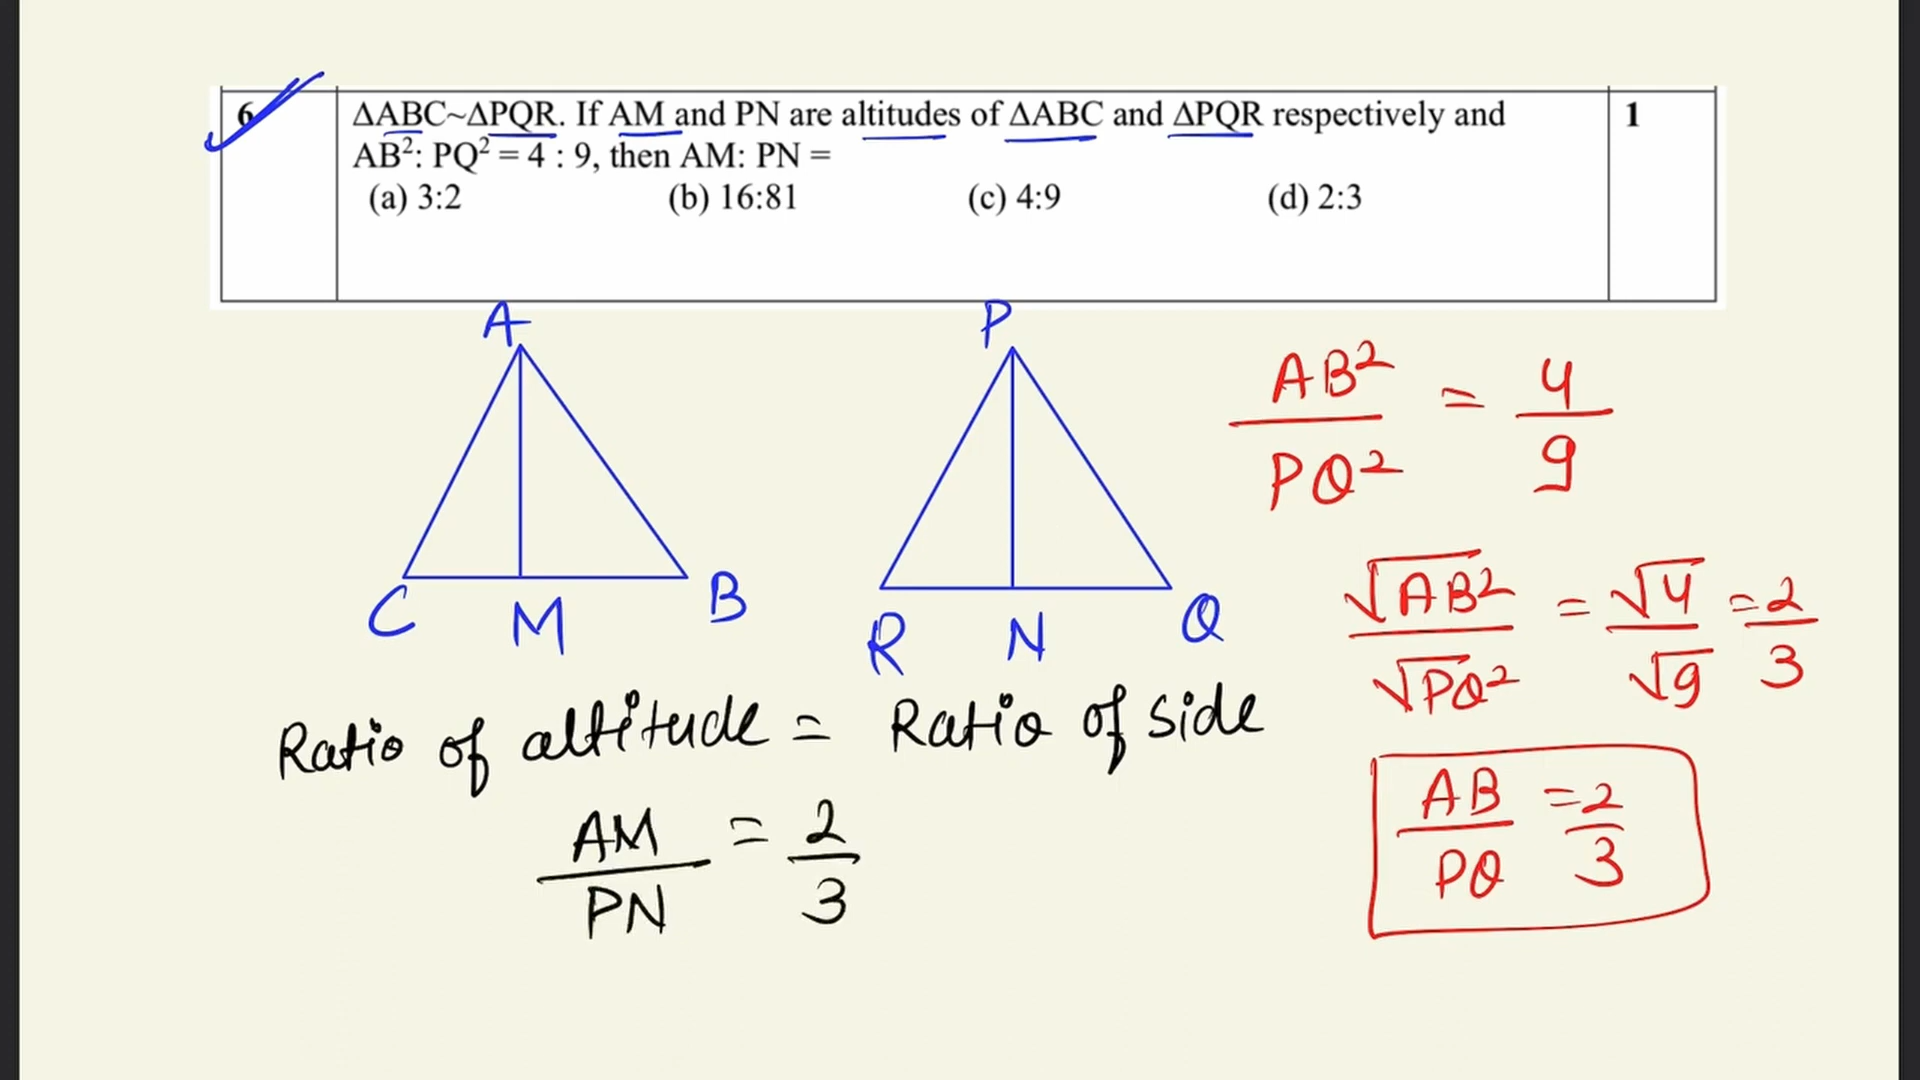 6 ΔABC~ΔPQR. If AM and PN are altitudes of ΔABC and ΔPQR respectively and 1
AB²: PQ² = 4 : 9, then AM: PN =
(a) 3:2 (b) 16:81 (c) 4:9 (d) 2:3
A P
C M B R N Q
AB²/PQ² = 4/9
√AB²/√PQ² = √4/√9 = 2/3
AB/PQ = 2/3
Ratio of altitude = Ratio of side
AM/PN = 2/3